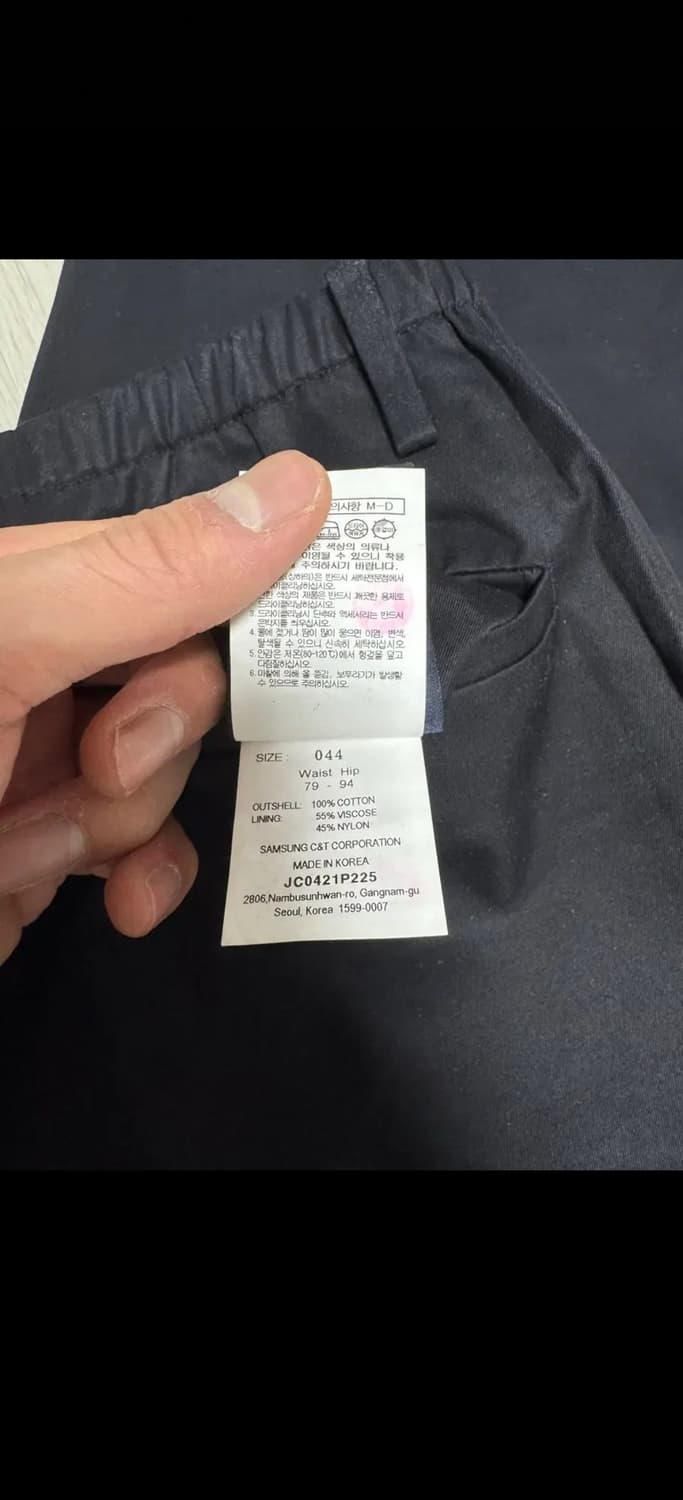 의사항 M-D
드라이
은 색상의 의류나
이염될 수 있으니 착용
주의하시기 바랍니다.
(상하의)은 반드시 세탁전문점에서
이클리닝하십시오.
한 색상의 제품은 반드시 깨끗한 용제로
드라이클리닝하십시오.
3. 드라이클리닝시 단추와 액세서리는 반드시
은박지를 씌우십시오.
4. 물에 젖거나 땀이 많이 묻으면 이염, 변색,
탈색될 수 있으니 신속히 세탁하십시오
5. 안감은 저온(80~120℃)에서 헝겊을 덮고
다림질하십시오.
6. 마찰에 의해 올 뜯김, 보푸라기가 발생할
수 있으므로 주의하십시오.
SIZE : 044
Waist Hip
79 - 94
OUTSHELL: 100% COTTON
LINING: 55% VISCOSE
45% NYLON
SAMSUNG C&T CORPORATION
MADE IN KOREA
JC0421P225
2806,Nambusunhwan-ro, Gangnam-gu
Seoul, Korea 1599-0007